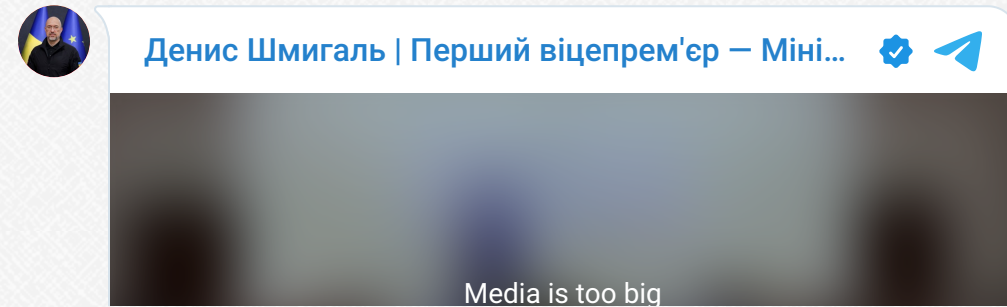 Денис Шмигаль | Перший віцепрем'єр — Міні...
Media is too big